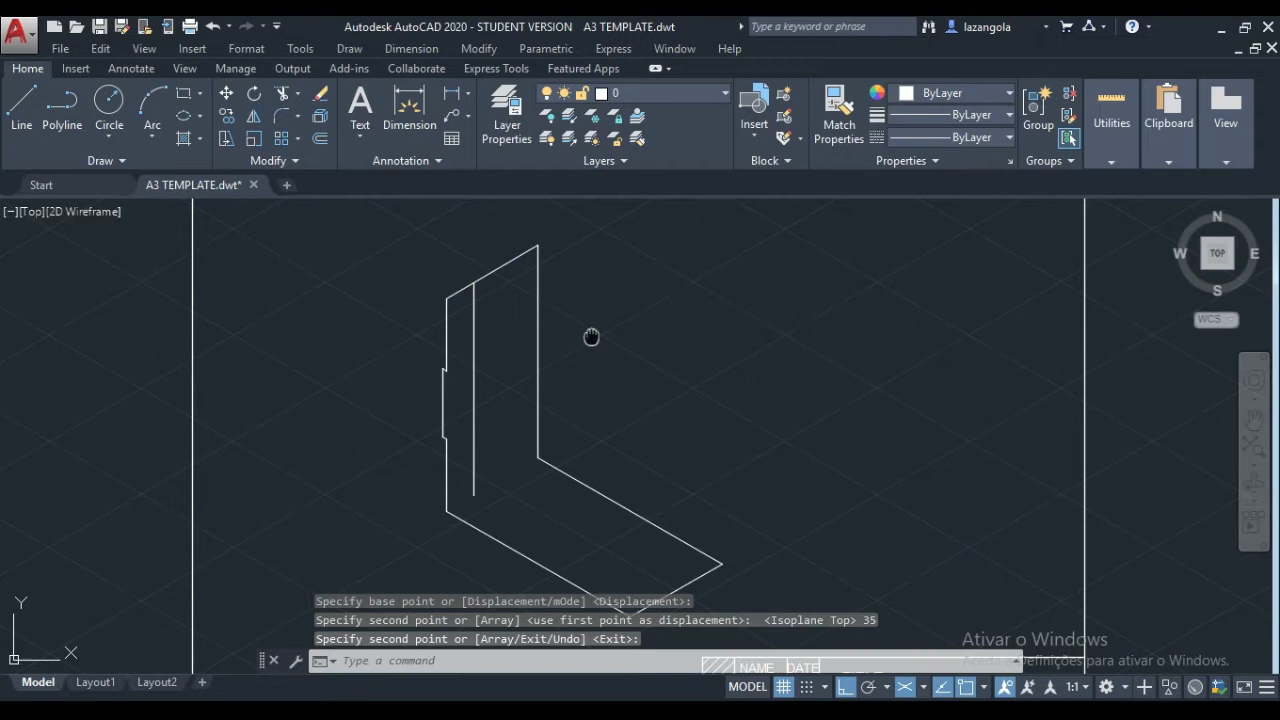 Autodesk AutoCAD 2020 - STUDENT VERSION A3 TEMPLATE.dwt
Type a keyword or phrase
lazangola
File Edit View Insert Format Tools Draw Dimension Modify Parametric Express Window Help
Home Insert Annotate View Manage Output Add-ins Collaborate Express Tools Featured Apps
0
ByLayer
Line Polyline Circle Arc
Text Dimension
Layer Properties
Insert
Match Properties
ByLayer
ByLayer
Group
Utilities Clipboard View
Draw Modify Annotation Layers Block Properties Groups
Start A3 TEMPLATE.dwt*
[−][Top][2D Wireframe]
N
W TOP E
S
WCS
Specify base point or [Displacement/mOde] <Displacement>:
Specify second point or [Array] <use first point as displacement>: <Isoplane Top> 35
Specify second point or [Array/Exit/Undo] <Exit>:
Type a command
Y
X
NAME DATE
Ativar o Windows
Aceda a Definições para ativar o Windows.
Model Layout1 Layout2
MODEL
1:1